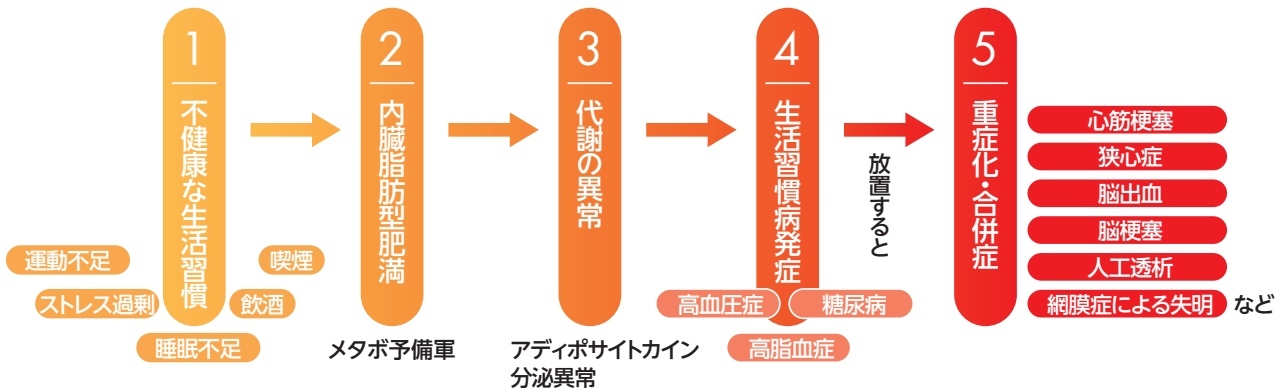 1
不健康な生活習慣
運動不足
喫煙
ストレス過剰
飲酒
睡眠不足
2
内臓脂肪型肥満
メタボ予備軍
3
代謝の異常
アディポサイトカイン
分泌異常
4
生活習慣病発症
高血圧症
糖尿病
高脂血症
放置すると
5
重症化・合併症
心筋梗塞
狭心症
脳出血
脳梗塞
人工透析
網膜症による失明 など